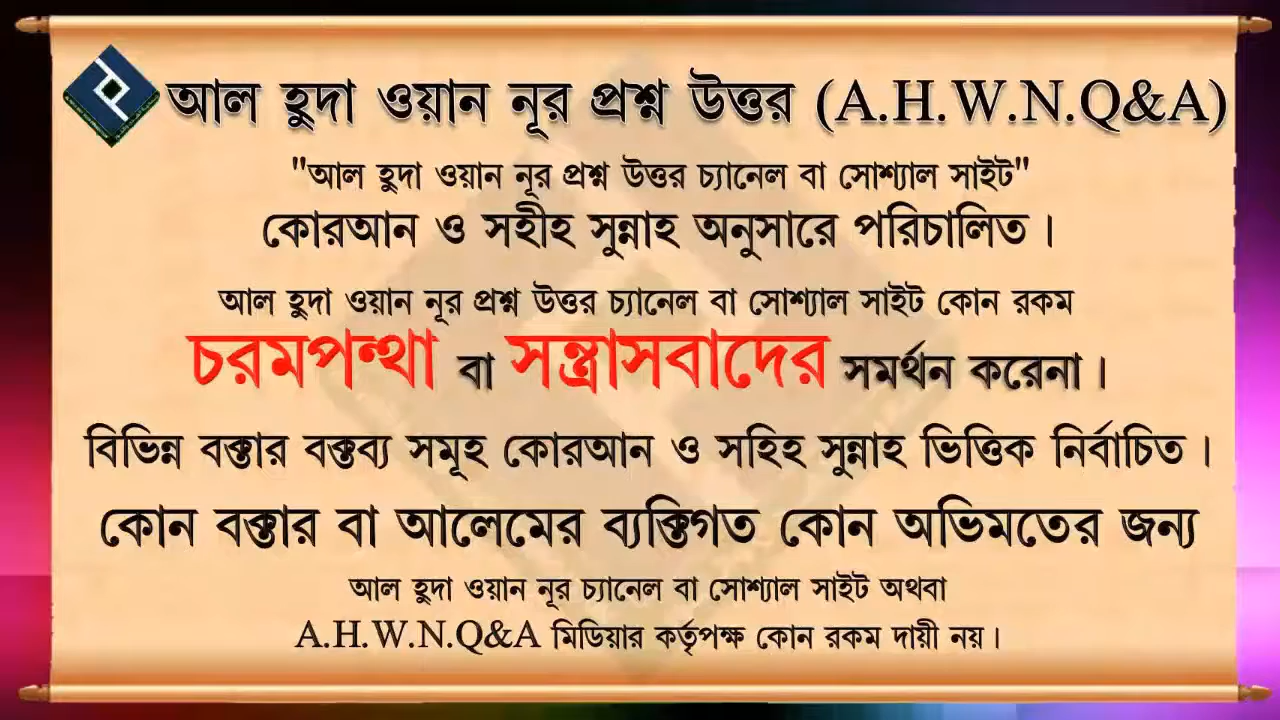 আল হুদা ওয়ান নূর প্রশ্ন উত্তর (A.H.W.N.Q&A)
"আল হুদা ওয়ান নূর প্রশ্ন উত্তর চ্যানেল বা সোশ্যাল সাইট"
কোরআন ও সহীহ সুন্নাহ অনুসারে পরিচালিত।
আল হুদা ওয়ান নূর প্রশ্ন উত্তর চ্যানেল বা সোশ্যাল সাইট কোন রকম
চরমপন্থা বা সন্ত্রাসবাদের সমর্থন করেনা।
বিভিন্ন বক্তার বক্তব্য সমূহ কোরআন ও সহিহ সুন্নাহ ভিত্তিক নির্বাচিত।
কোন বক্তার বা আলেমের ব্যক্তিগত কোন অভিমতের জন্য
আল হুদা ওয়ান নূর চ্যানেল বা সোশ্যাল সাইট অথবা
A.H.W.N.Q&A মিডিয়ার কর্তৃপক্ষ কোন রকম দায়ী নয়।